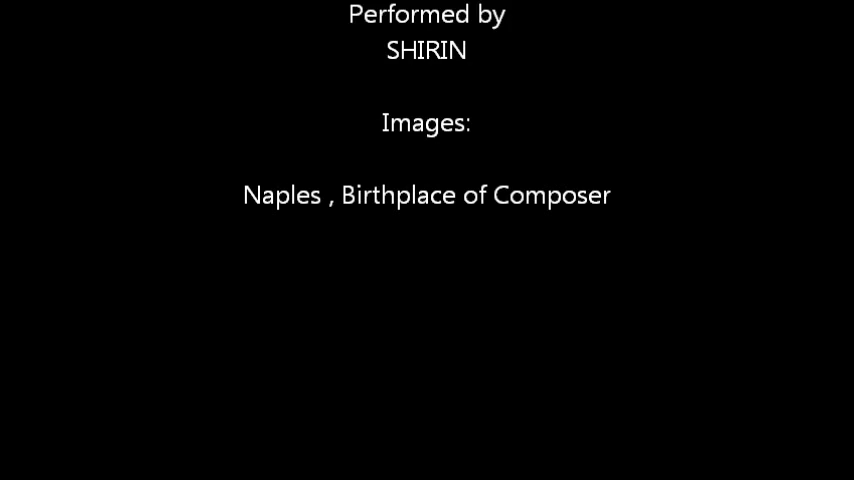 Performed by
SHIRIN
Images:
Naples , Birthplace of Composer